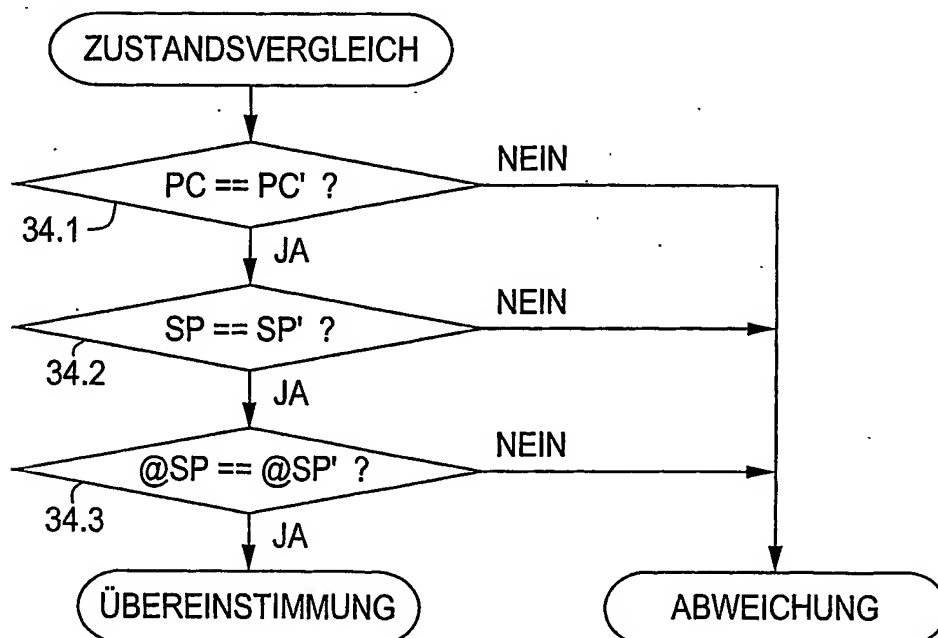 ZUSTANDSVERGLEICH
NEIN
PC == PC' ?
34.1
JA
NEIN
SP == SP' ?
34.2
JA
NEIN
@SP == @SP' ?
34.3
JA
ÜBEREINSTIMMUNG
ABWEICHUNG